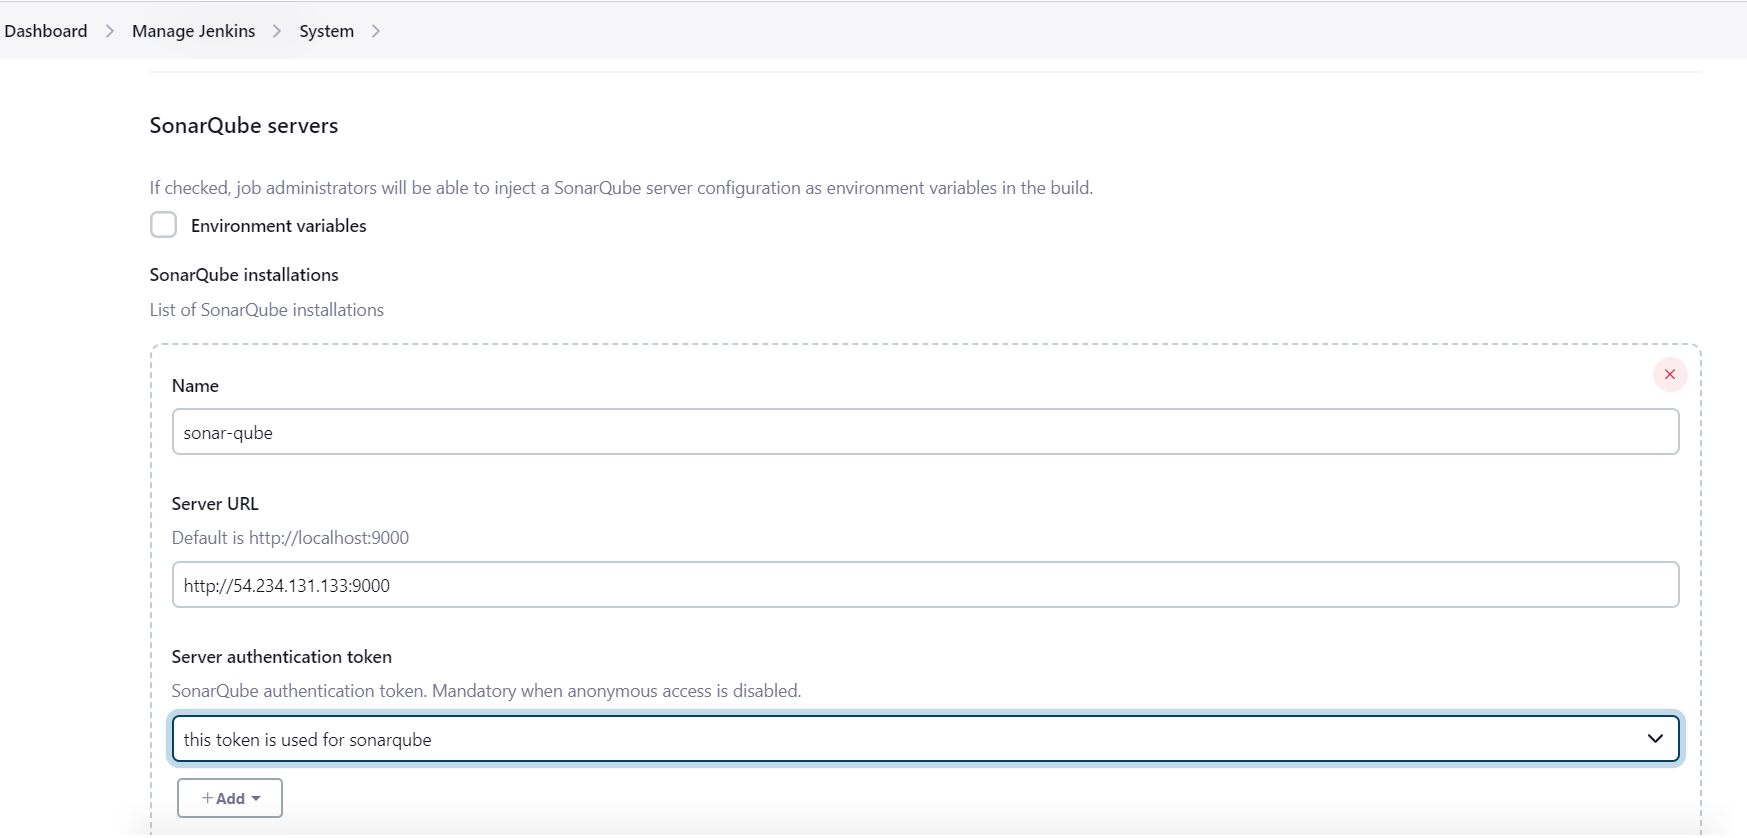 Dashboard > Manage Jenkins > System >
SonarQube servers
If checked, job administrators will be able to inject a SonarQube server configuration as environment variables in the build.
Environment variables
SonarQube installations
List of SonarQube installations
Name
sonar-qube
Server URL
Default is http://localhost:9000
http://54.234.131.133:9000
Server authentication token
SonarQube authentication token. Mandatory when anonymous access is disabled.
this token is used for sonarqube
+ Add